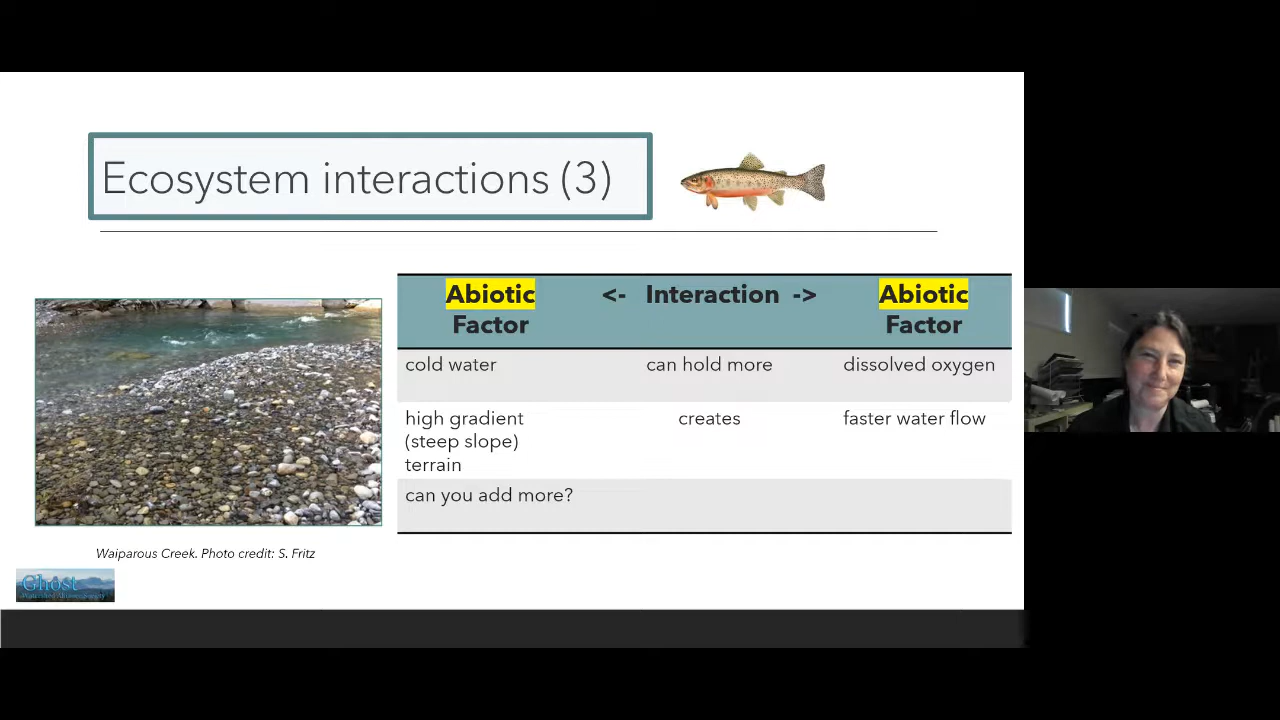 Ecosystem interactions (3)
Abiotic Factor <- Interaction -> Abiotic Factor
cold water can hold more dissolved oxygen
high gradient (steep slope) terrain creates faster water flow
can you add more?
Waiparous Creek. Photo credit: S. Fritz
Ghost